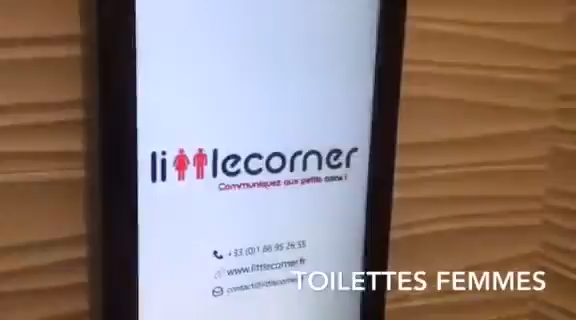 littlecorner
Communiquez aux petits coins !
+33 (0)1 86 95 26 55
www.littlecorner.fr
TOILETTES FEMMES